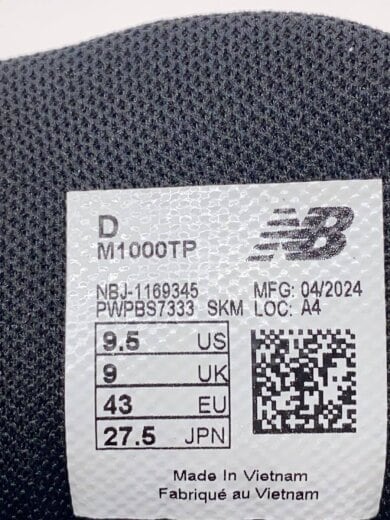 D
M1000TP
NB
NBJ-1169345 MFG: 04/2024
PWPBS7333 SKM LOC: A4
9.5 US
9 UK
43 EU
27.5 JPN
Made In Vietnam
Fabriqué au Vietnam